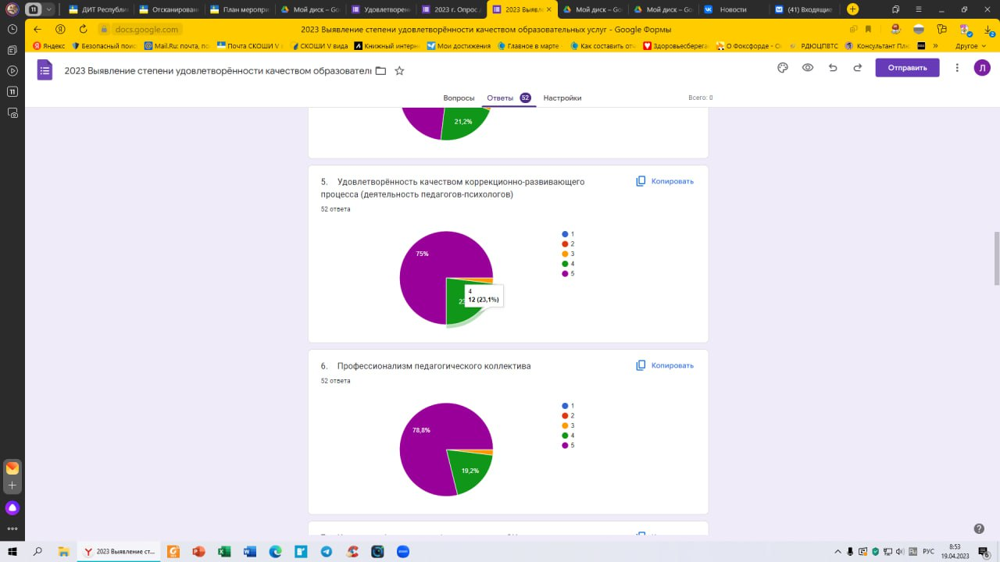 11
ДИТ Республи
Отсканирован
План меропри
Мой диск – Go
Удовлетворен
2023 г. Опрос
2023 Выявле
Мой диск – Go
Мой диск – Go
Новости
(41) Входящие
docs.google.com
2023 Выявление степени удовлетворённости качеством образовательных услуг - Google Формы
Яндекс
Безопасный поис
Mail.Ru: почта, по
Почта СКОШИ V
СКОШИ V вида
Книжный интерн
Мои достижения
Главное в марте
Как составить отч
Здоровьесберега
О Фоксфорде -
РДЮЦПВТС
Консультант Плю
»
Другое
2023 Выявление степени удовлетворённости качеством образователь
Отправить
Л
Вопросы
Ответы 52
Настройки
Всего: 0
21,2%
5. Удовлетворённость качеством коррекционно-развивающего
процесса (деятельность педагогов-психологов)
Копировать
52 ответа
75%
23
4
12 (23,1%)
1
2
3
4
5
6. Профессионализм педагогического коллектива
Копировать
52 ответа
78,8%
19,2%
1
2
3
4
5
11
2023 Выявление ст...
zoom
РУС
8:53
19.04.2023